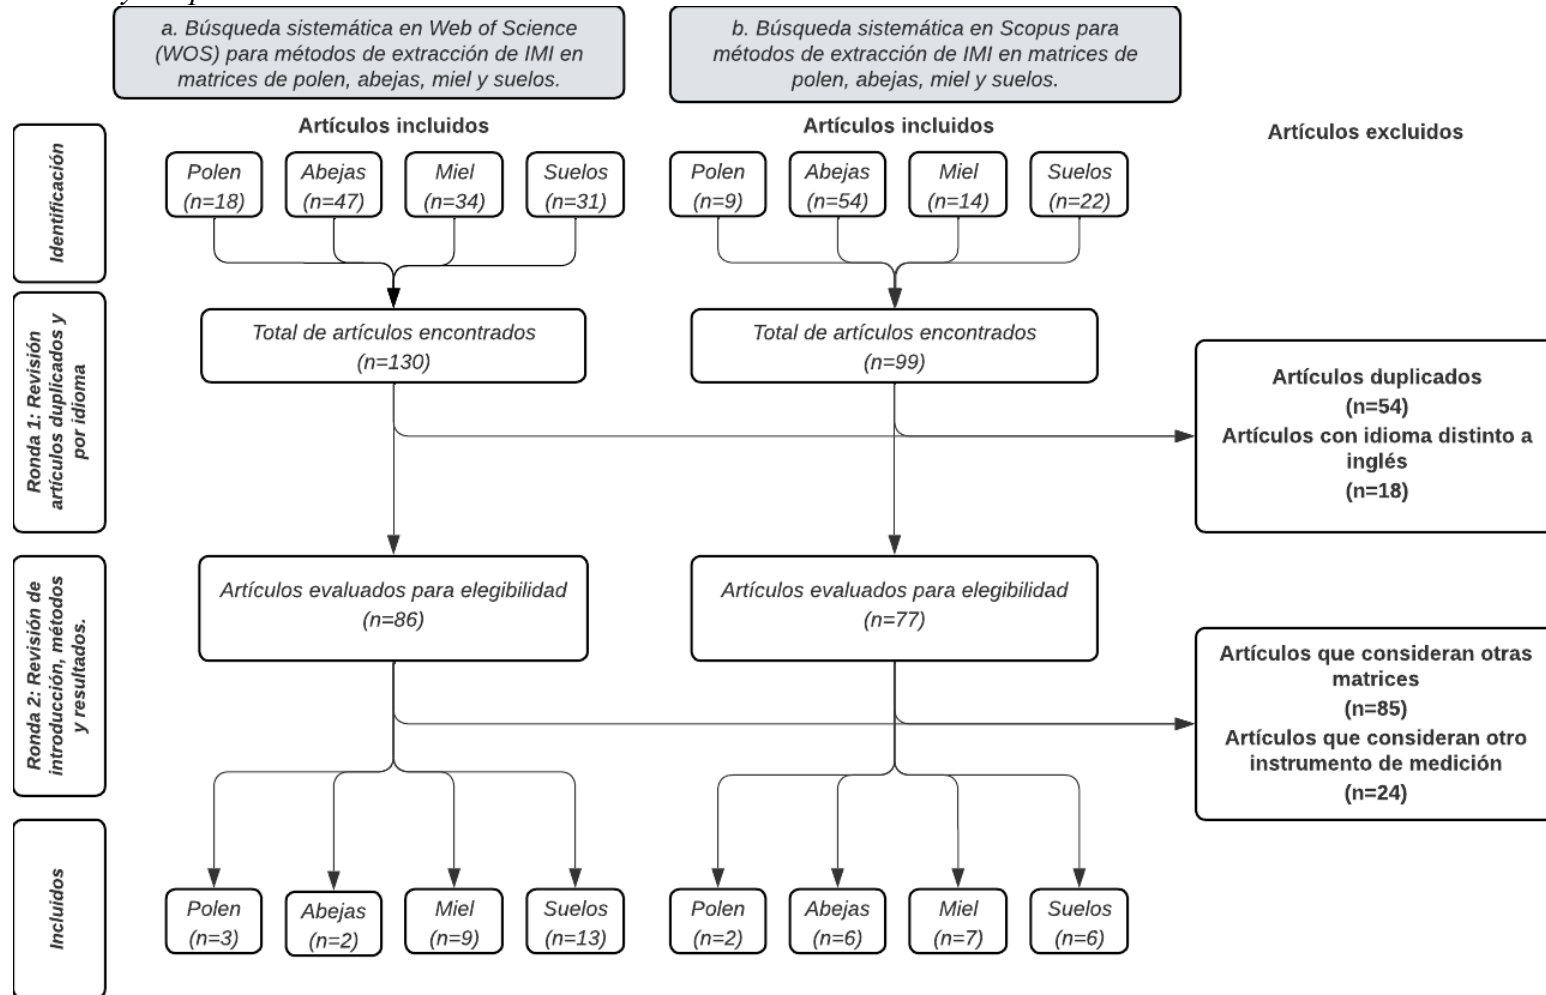 a. Búsqueda sistemática en Web of Science
(WOS) para métodos de extracción de IMI en
matrices de polen, abejas, miel y suelos.
b. Búsqueda sistemática en Scopus para
métodos de extracción de IMI en matrices de
polen, abejas, miel y suelos.
Artículos incluidos
Artículos incluidos
Artículos excluidos
Identificación
Polen
(n=18)
Abejas
(n=47)
Miel
(n=34)
Suelos
(n=31)
Polen
(n=9)
Abejas
(n=54)
Miel
(n=14)
Suelos
(n=22)
Ronda 1: Revisión
artículos duplicados y
por idioma
Total de artículos encontrados
(n=130)
Total de artículos encontrados
(n=99)
Artículos duplicados
(n=54)
Artículos con idioma distinto a
inglés
(n=18)
Ronda 2: Revisión de
introducción, métodos
y resultados.
Artículos evaluados para elegibilidad
(n=86)
Artículos evaluados para elegibilidad
(n=77)
Artículos que consideran otras
matrices
(n=85)
Artículos que consideran otro
instrumento de medición
(n=24)
Incluidos
Polen
(n=3)
Abejas
(n=2)
Miel
(n=9)
Suelos
(n=13)
Polen
(n=2)
Abejas
(n=6)
Miel
(n=7)
Suelos
(n=6)